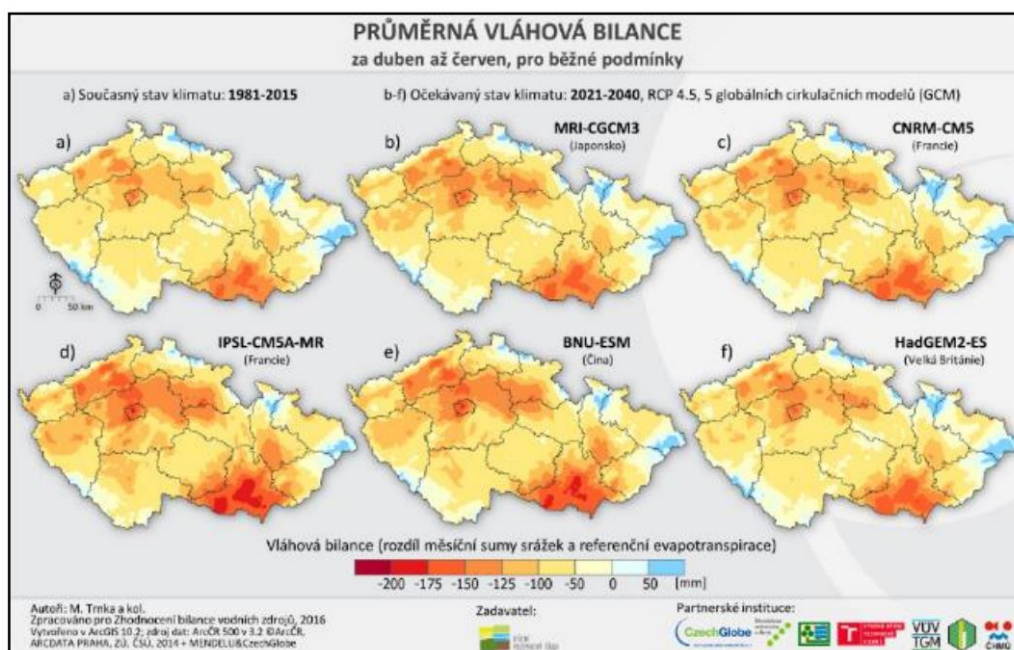 PRŮMĚRNÁ VLÁHOVÁ BILANCE
za duben až červen, pro běžné podmínky
a) Současný stav klimatu: 1981-2015
b-f) Očekávaný stav klimatu: 2021-2040, RCP 4.5, 5 globálních cirkulačních modelů (GCM)
a)
b)
MRI-CGCM3
(Japonsko)
c)
CNRM-CM5
(Francie)
0 50 km
d)
IPSL-CM5A-MR
(Francie)
e)
BNU-ESM
(Čína)
f)
HadGEM2-ES
(Velká Británie)
Vláhová bilance (rozdíl měsíční sumy srážek a referenční evapotranspirace)
-200 -175 -150 -125 -100 -50 0 50 [mm]
Autoři: M. Trnka a kol.
Zpracováno pro Zhodnocení bilance vodních zdrojů, 2016
Vytvořeno v ArcGIS 10.2; zdroj dat: ArcČR 500 v 3.2 ©ArcČR,
ARCDATA PRAHA, ZÚ, ČSÚ, 2014 + MENDELU&CzechGlobe
Zadavatel:
Partnerské instituce:
CzechGlobe
VÚV
TGM
ČHMÚ